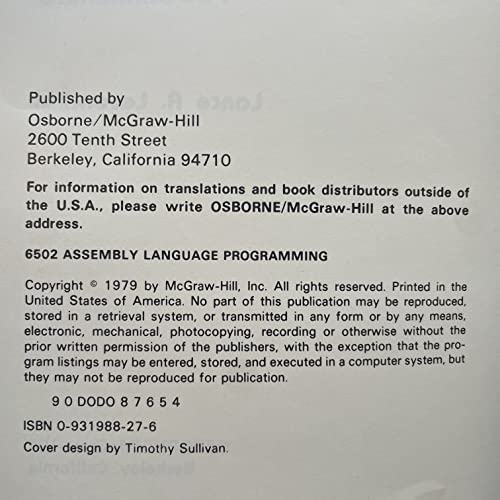 Published by
Osborne/McGraw-Hill
2600 Tenth Street
Berkeley, California 94710
For information on translations and book distributors outside of
the U.S.A., please write OSBORNE/McGraw-Hill at the above
address.
6502 ASSEMBLY LANGUAGE PROGRAMMING
Copyright © 1979 by McGraw-Hill, Inc. All rights reserved. Printed in the
United States of America. No part of this publication may be reproduced,
stored in a retrieval system, or transmitted in any form or by any means,
electronic, mechanical, photocopying, recording or otherwise without the
prior written permission of the publishers, with the exception that the pro-
gram listings may be entered, stored, and executed in a computer system, but
they may not be reproduced for publication.
9 0 DODO 8 7 6 5 4
ISBN 0-931988-27-6
Cover design by Timothy Sullivan.